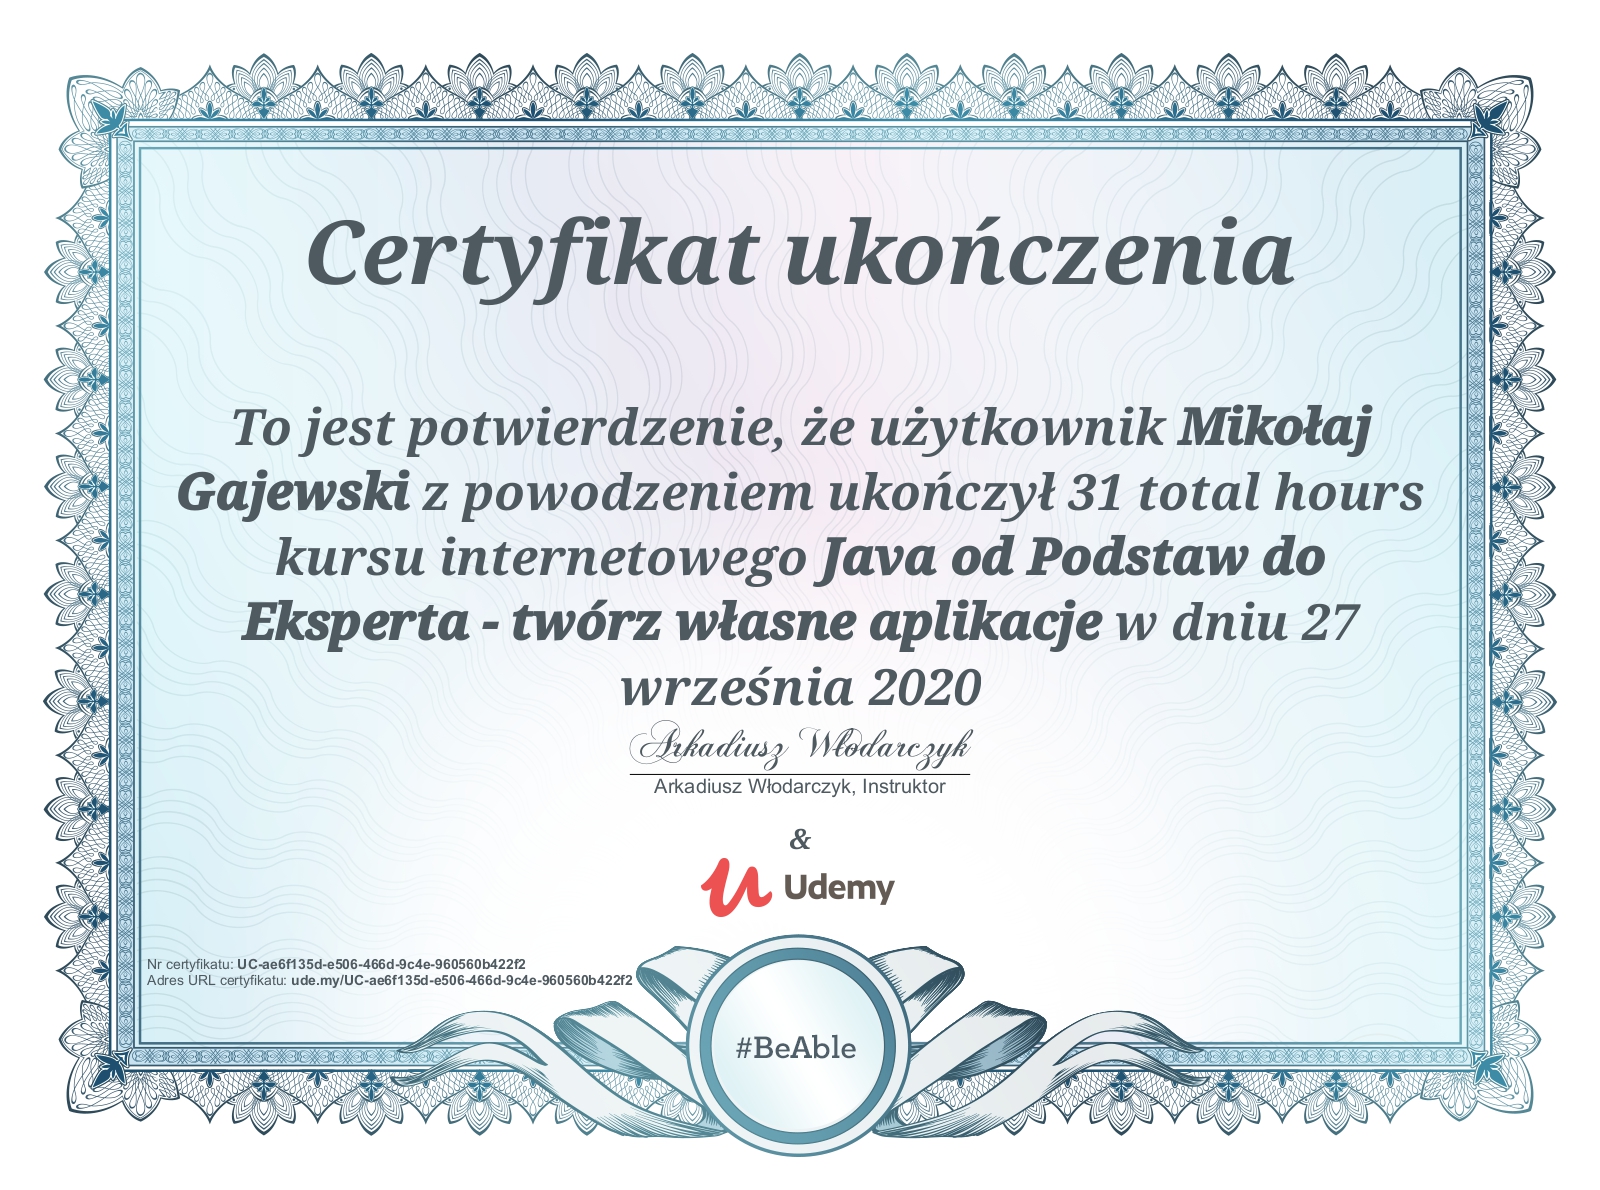 Certyfikat ukończenia
To jest potwierdzenie, że użytkownik Mikołaj
Gajewski z powodzeniem ukończył 31 total hours
kursu internetowego Java od Podstaw do
Eksperta - twórz własne aplikacje w dniu 27
września 2020
Arkadiusz Włodarczyk
Arkadiusz Włodarczyk, Instruktor
&
Udemy
Nr certyfikatu: UC-ae6f135d-e506-466d-9c4e-960560b422f2
Adres URL certyfikatu: ude.my/UC-ae6f135d-e506-466d-9c4e-960560b422f2
#BeAble